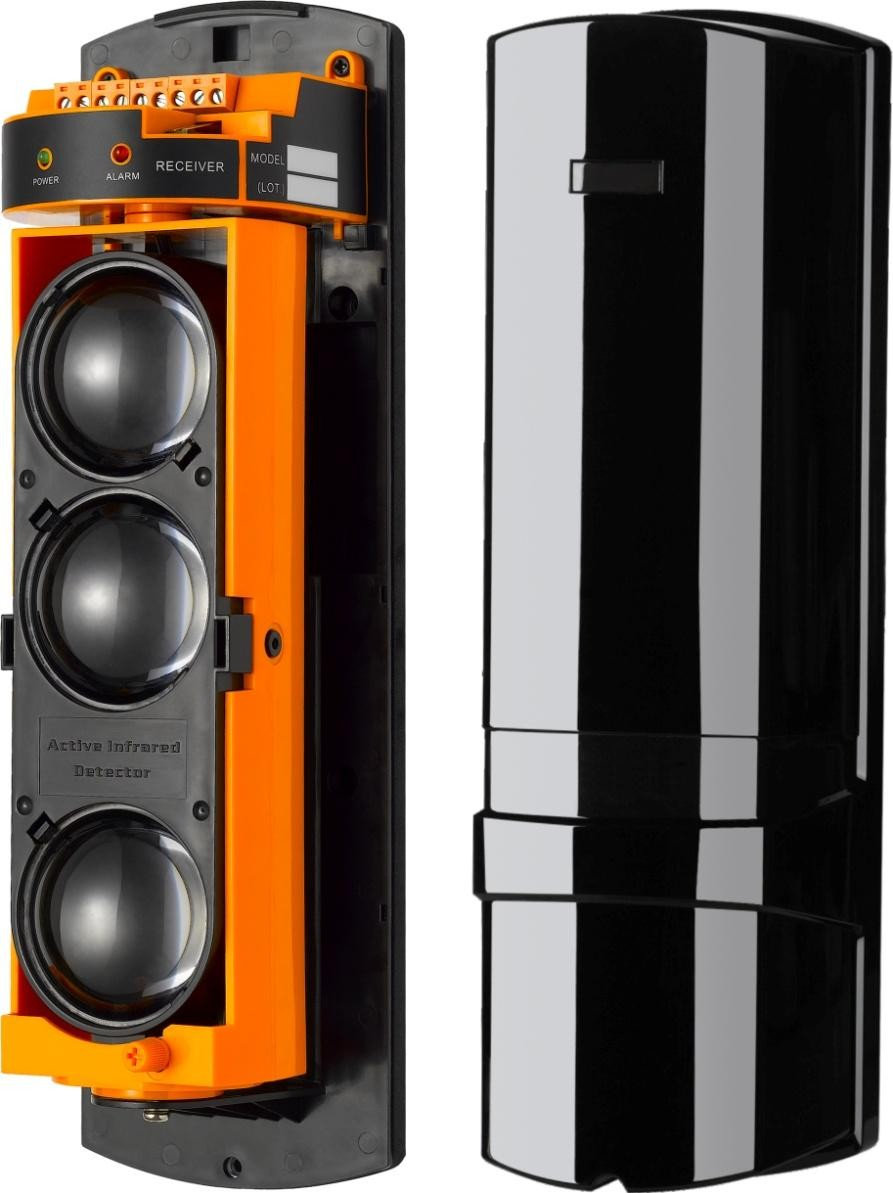 POWER
ALARM
RECEIVER
MODEL
(LOT.)
Active Infrared
Detector